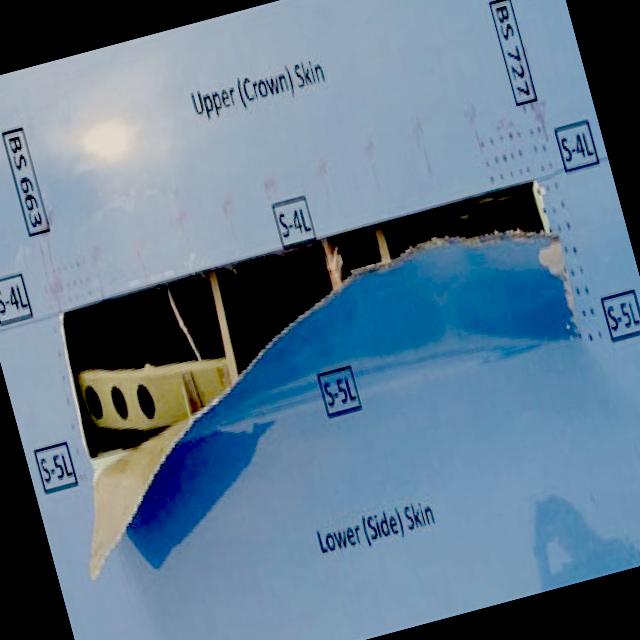 Upper (Crown) Skin
BS 727
BS 663
S-4L
S-4L
S-4L
S-5L
S-5L
S-5L
Lower (Side) Skin